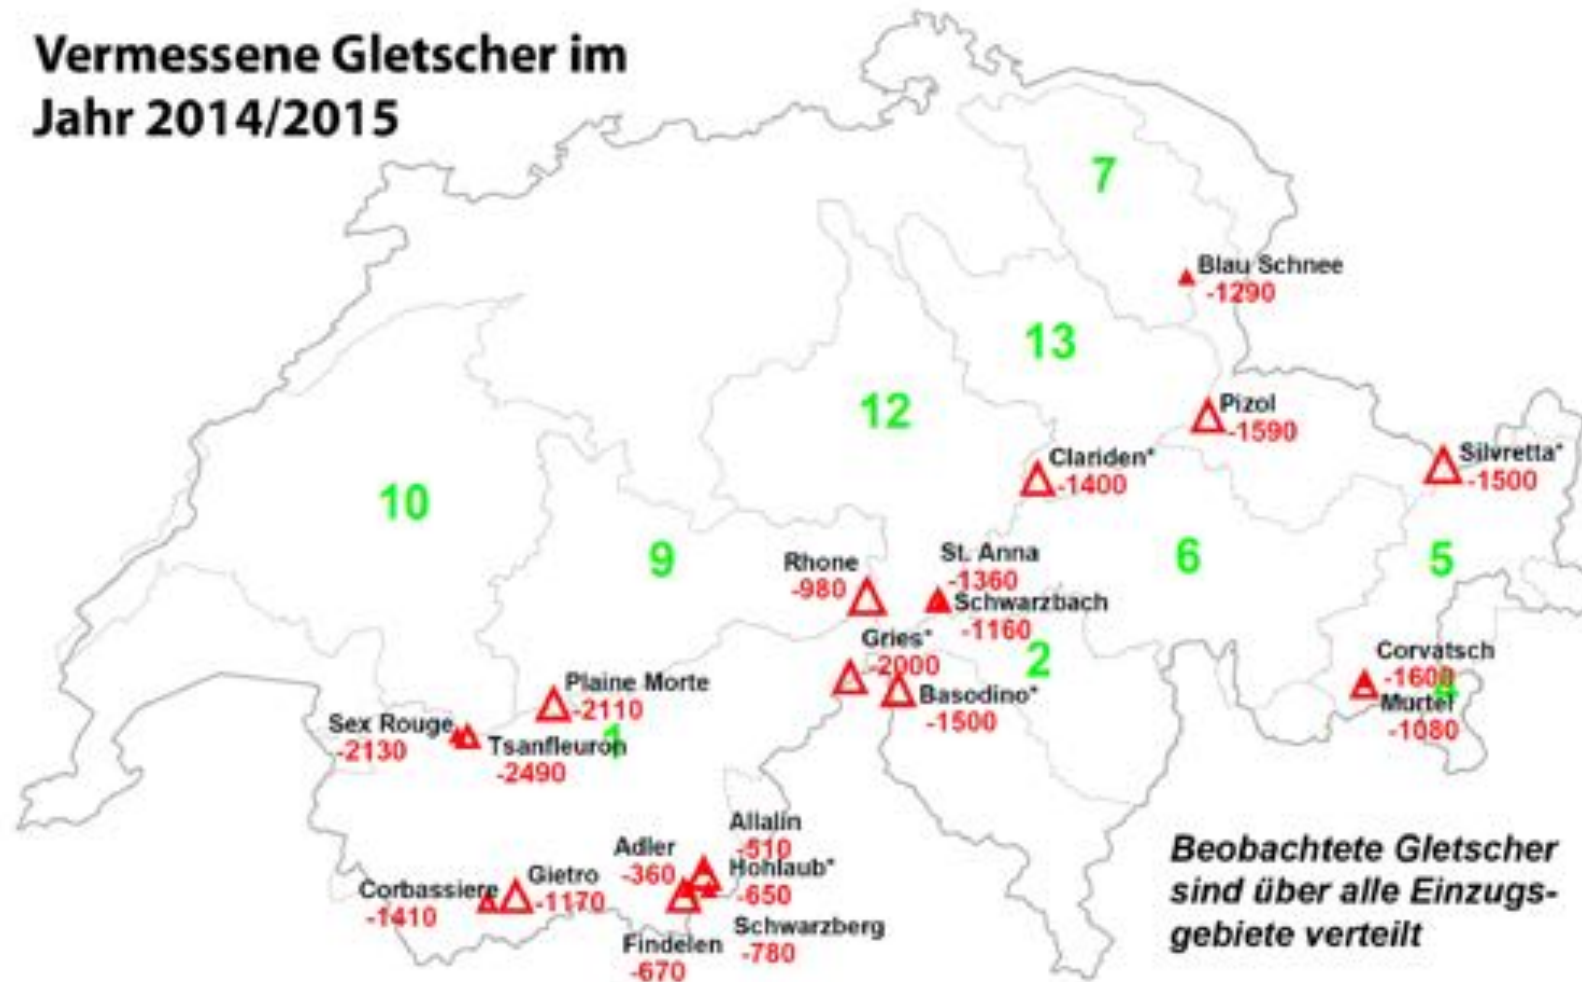 Vermessene Gletscher im
Jahr 2014/2015
7
Blau Schnee
-1290
13
12
Pizol
-1590
Clariden*
-1400
Silvretta*
-1500
10
9
6
5
Rhone
-980
St. Anna
-1360
Schwarzbach
-1160
Gries*
-2000
2
Basodino*
-1500
Corvatsch
-1600
4
Murtel
-1080
Plaine Morte
-2110
1
Sex Rouge
-2130
Tsanfleuron
-2490
Allalin
-510
Adler
-360
Hohlaub*
-650
Corbassiere
-1410
Gietro
-1170
Schwarzberg
-780
Findelen
-670
Beobachtete Gletscher
sind über alle Einzugs-
gebiete verteilt